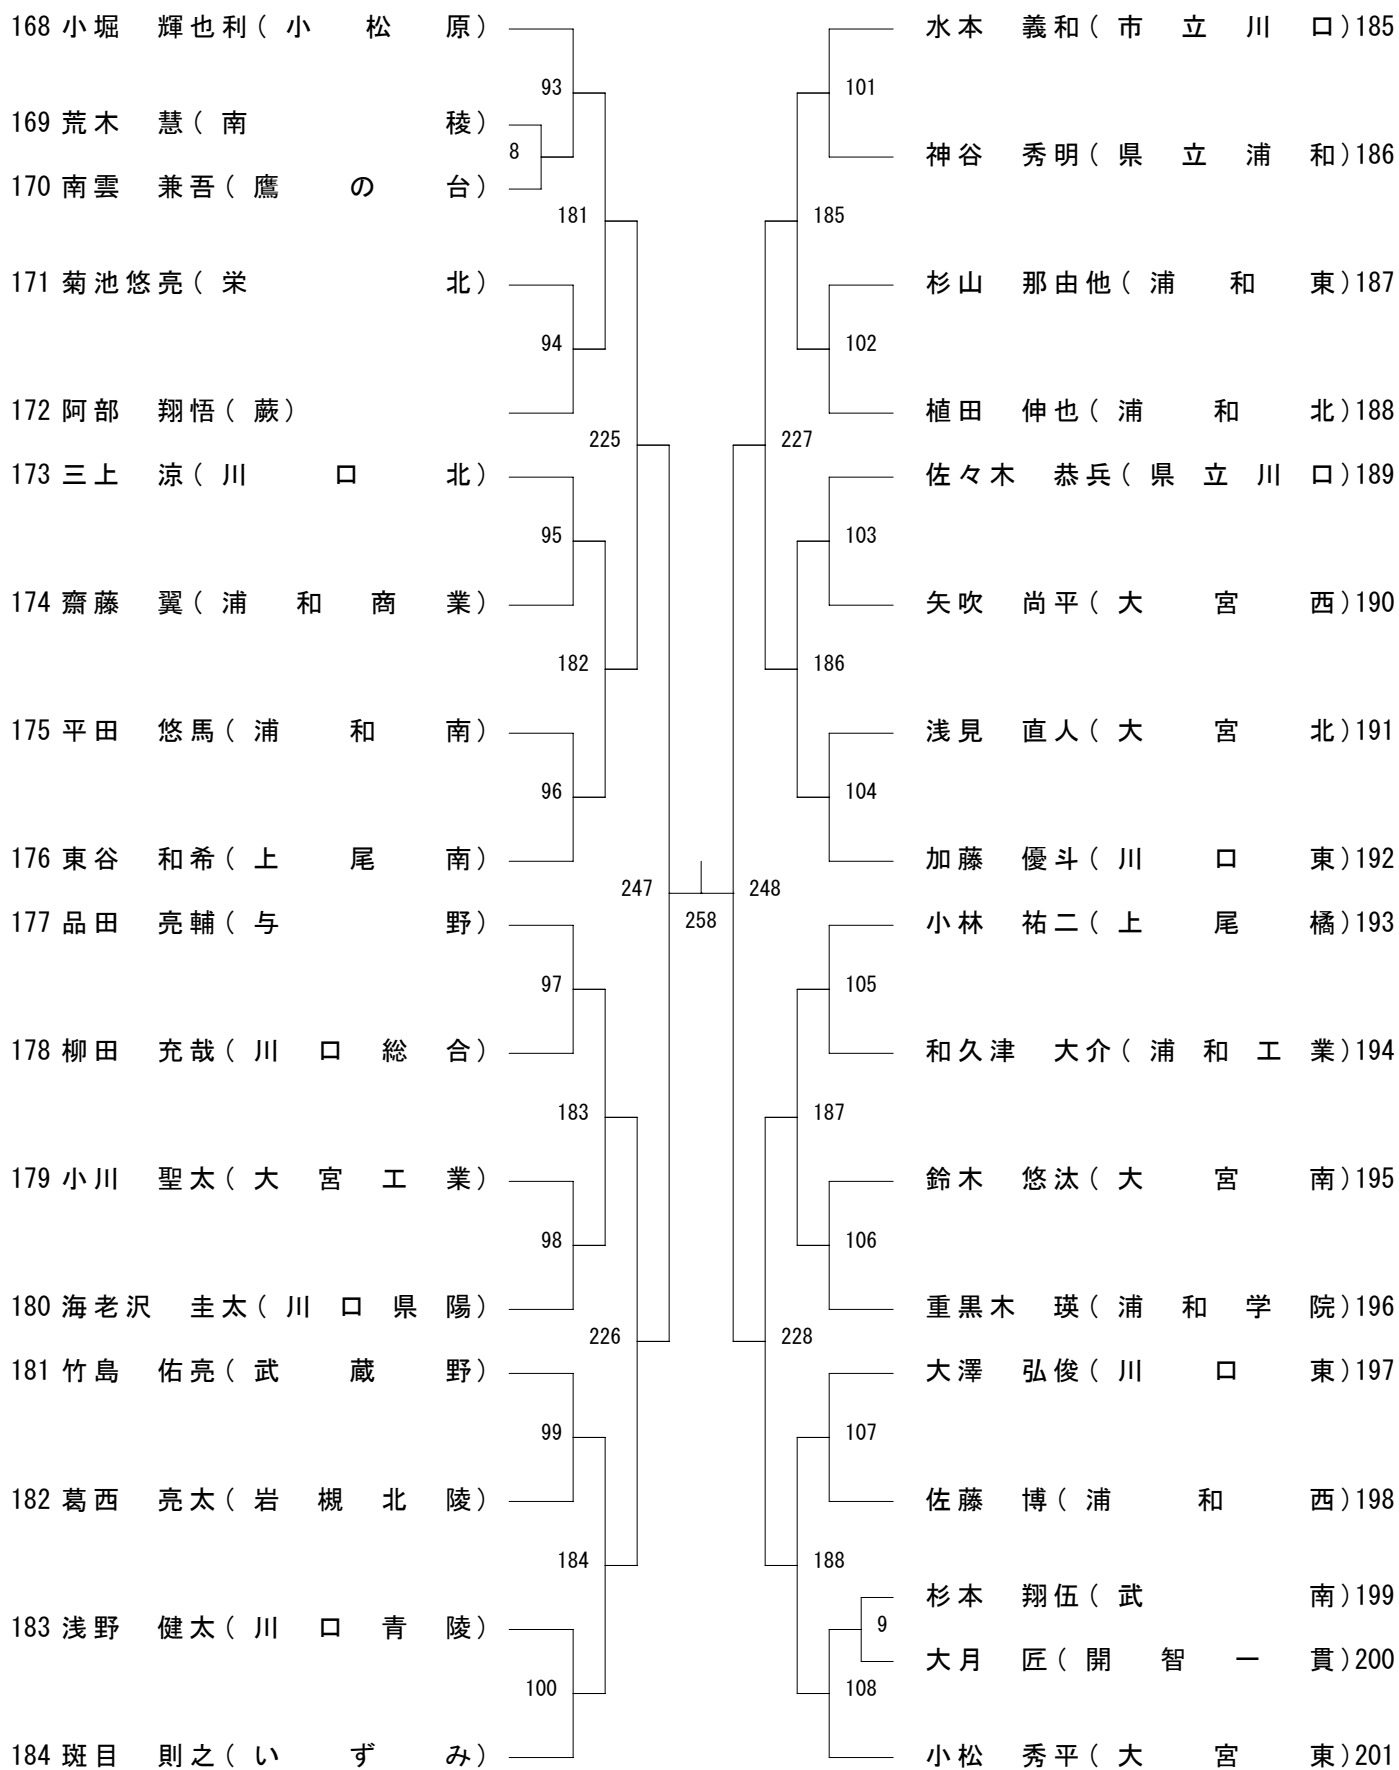 168 小堀 輝也利(小松原)
93
169 荒木 慧(南稜)
8
170 南雲 兼吾(鷹の台)
181
171 菊池悠亮(栄北)
94
172 阿部 翔悟(蕨)
225
173 三上 涼(川口北)
95
174 齋藤 翼(浦和商業)
182
175 平田 悠馬(浦和南)
96
176 東谷 和希(上尾南)
247
177 品田 亮輔(与野)
97
178 柳田 充哉(川口総合)
183
179 小川 聖太(大宮工業)
98
180 海老沢 圭太(川口県陽)
226
181 竹島 佑亮(武蔵野)
99
182 葛西 亮太(岩槻北陵)
184
183 浅野 健太(川口青陵)
100
184 斑目 則之(いずみ)
258
水本 義和(市立川口)185
101
神谷 秀明(県立浦和)186
185
杉山 那由他(浦和東)187
102
植田 伸也(浦和北)188
227
佐々木 恭兵(県立川口)189
103
矢吹 尚平(大宮西)190
186
浅見 直人(大宮北)191
104
加藤 優斗(川口東)192
248
小林 祐二(上尾橘)193
105
和久津 大介(浦和工業)194
187
鈴木 悠汰(大宮南)195
106
重黒木 瑛(浦和学院)196
228
大澤 弘俊(川口東)197
107
佐藤 博(浦和西)198
188
杉本 翔伍(武南)199
9
大月 匠(開智一貫)200
108
小松 秀平(大宮東)201